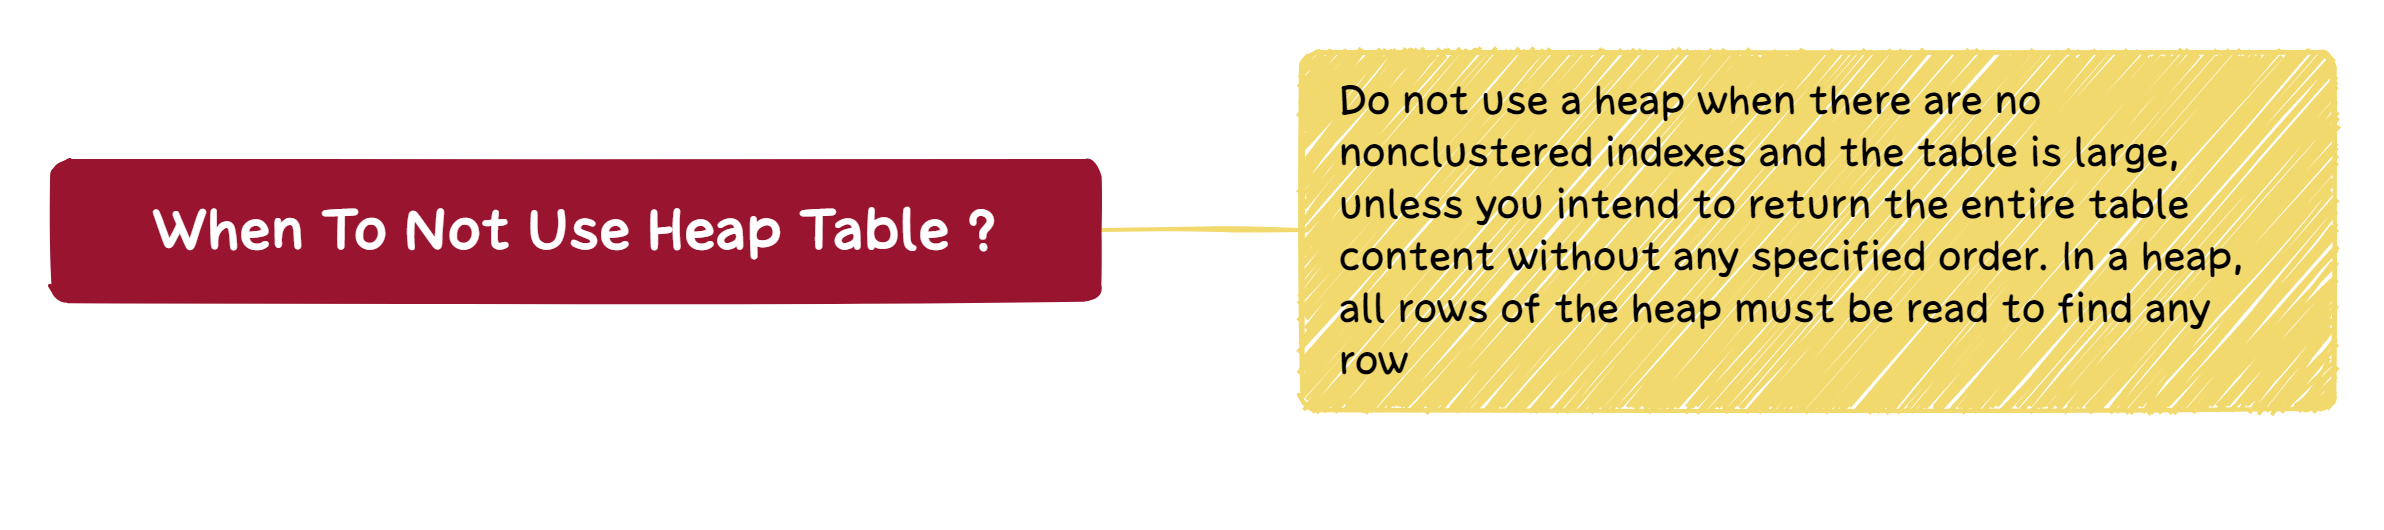 When To Not Use Heap Table ?
Do not use a heap when there are no
nonclustered indexes and the table is large,
unless you intend to return the entire table
content without any specified order. In a heap,
all rows of the heap must be read to find any
row